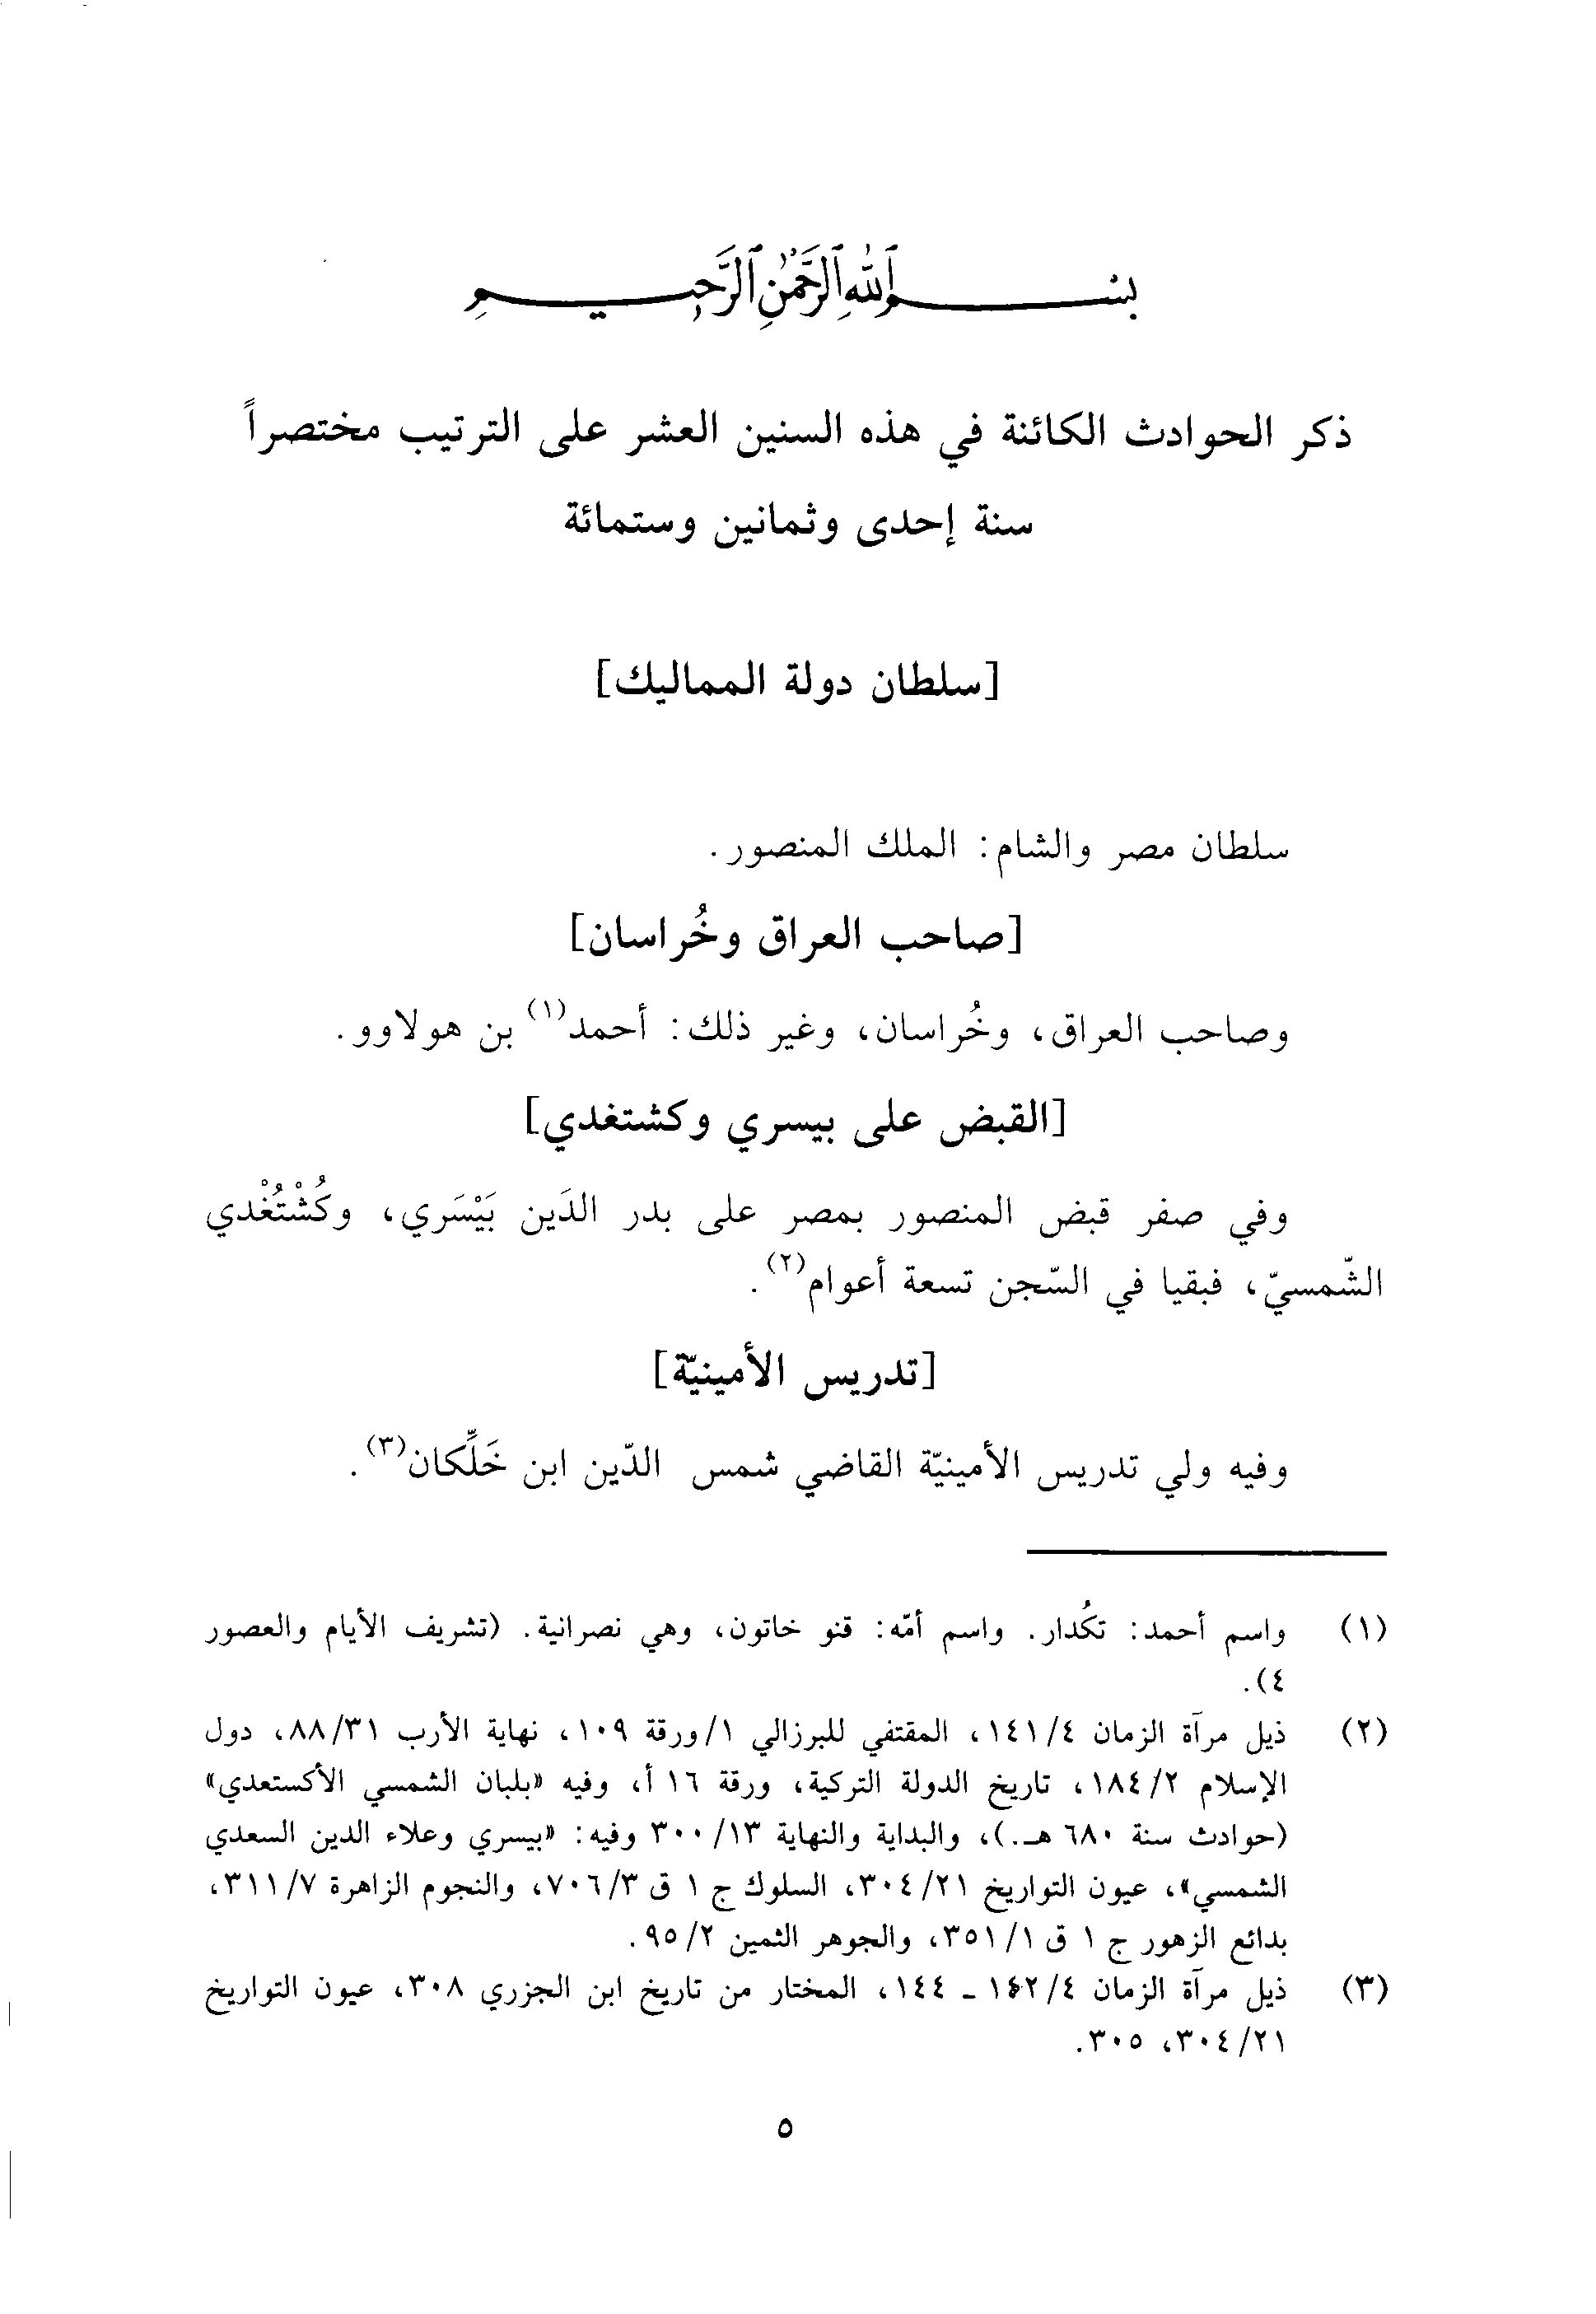 بسم الله الرحمن الرحيم
ذكر الحوادث الكائنة في هذه السنين العشر على الترتيب مختصراً
سنة إحدى وثمانين وستمائة
[سلطان دولة المماليك]
سلطان مصر والشام: الملك المنصور.
[صاحب العراق وخُراسان]
وصاحب العراق، وخُراسان، وغير ذلك: أحمد(١) بن هولاوو.
[القبض على بيسري وكشتغدي]
وفي صفر قبض المنصور بمصر على بدر الدَين بَيْسَري، وكُشْتُغْدي
الشّمسيّ، فبقيا في السّجن تسعة أعوام(٢).
[تدريس الأمينيّة]
وفيه ولي تدريس الأمينيّة القاضي شمس الدّين ابن خَلِّكان(٣).
(١) واسم أحمد: تكُدار. واسم أمّه: قنو خاتون، وهي نصرانية. (تشريف الأيام والعصور
٤).
(٢) ذيل مرآة الزمان ٤/١٤١، المقتفي للبرزالي ١/ورقة ١٠٩، نهاية الأرب ٨٨/٣١، دول
الإسلام ١٨٤/٢، تاريخ الدولة التركية، ورقة ١٦ أ، وفيه «بلبان الشمسي الأكستعدي»
(حوادث سنة ٦٨٠ هـ.)، والبداية والنهاية ٣٠٠/١٣ وفيه: «بيسري وعلاء الدين السعدي
الشمسي»، عيون التواريخ ٣٠٤/٢١، السلوك ج ١ ق ٧٠٦/٣، والنجوم الزاهرة ٣١١/٧،
بدائع الزهور ج ١ ق ٣٥١/١، والجوهر الثمين ٩٥/٢.
(٣) ذيل مرآة الزمان ١٤٢/٤ ـ ١٤٤، المختار من تاريخ ابن الجزري ٣٠٨، عيون التواريخ
٣٠٤/٢١، ٣٠٥.
٥